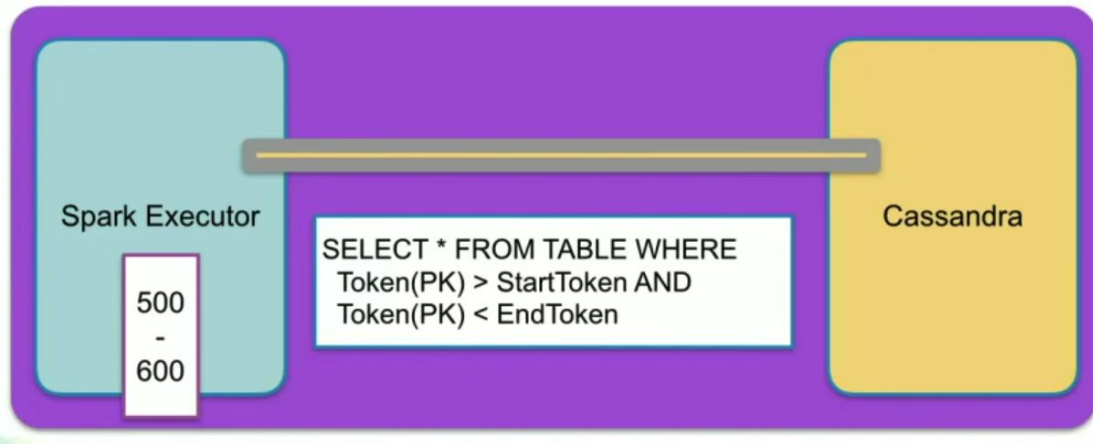 Spark Executor
500
-
600
SELECT * FROM TABLE WHERE
Token(PK) > StartToken AND
Token(PK) < EndToken
Cassandra